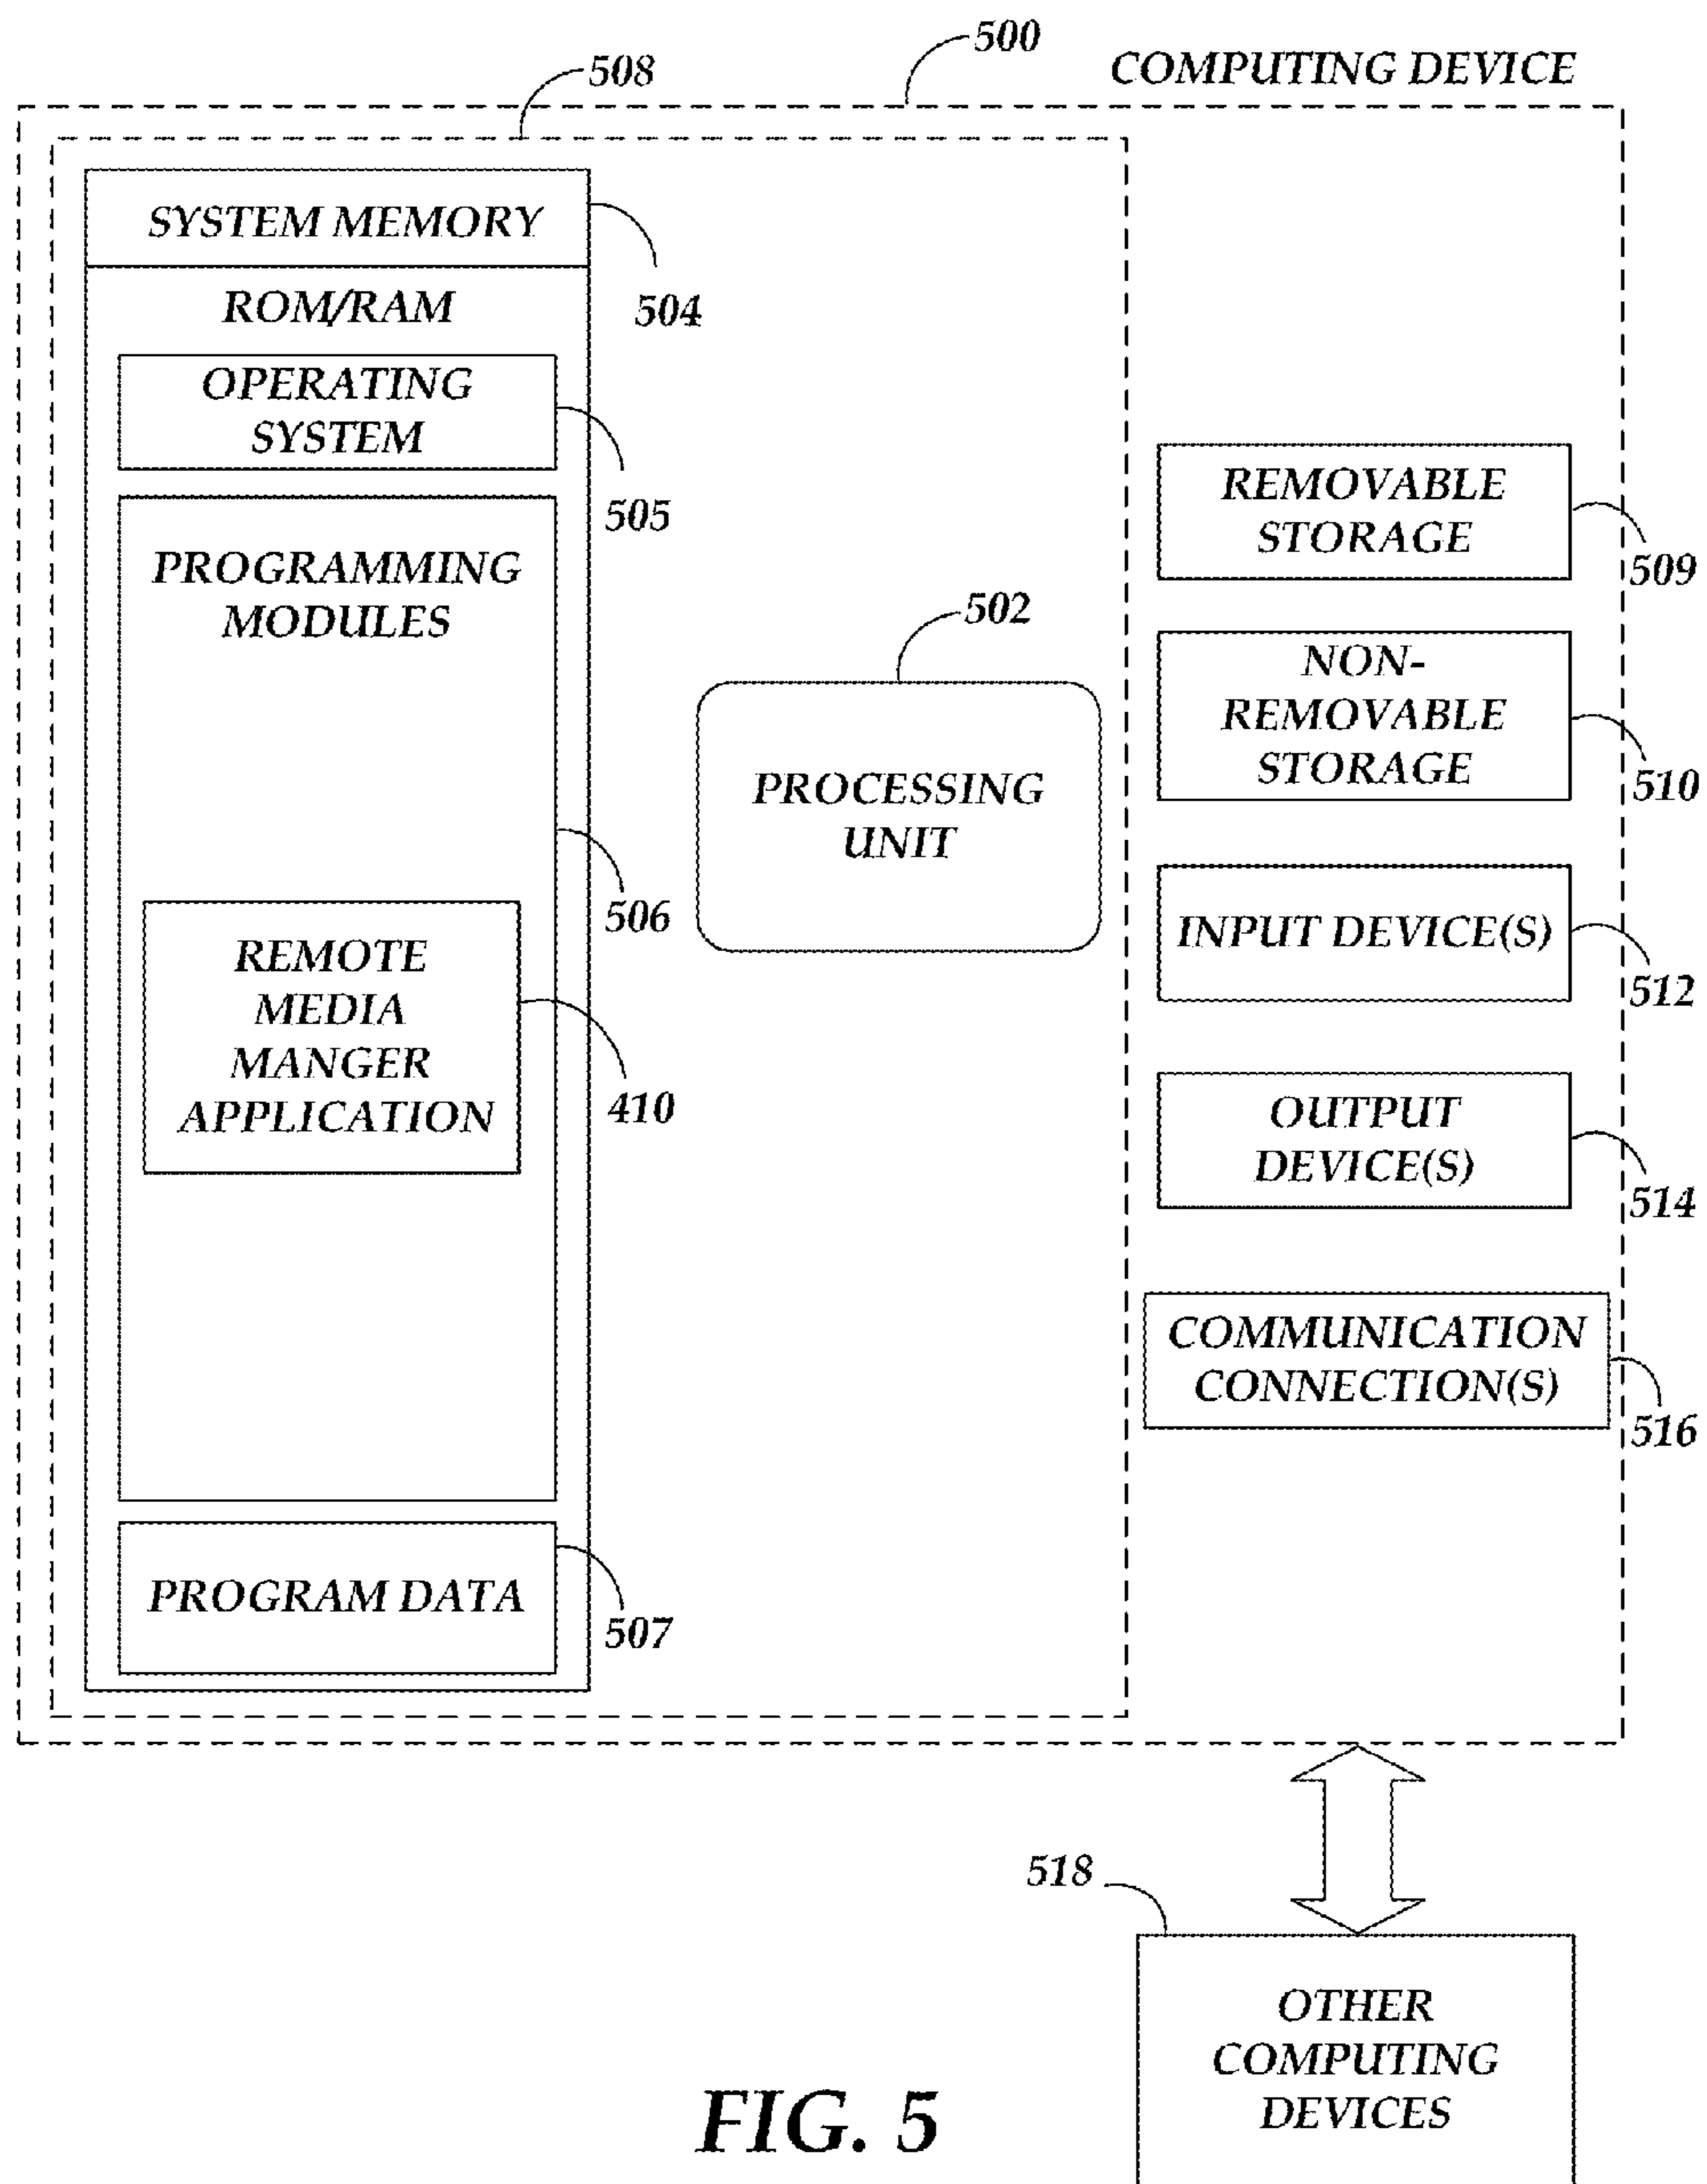 500
COMPUTING DEVICE
508
SYSTEM MEMORY
504
ROM/RAM
OPERATING
SYSTEM
505
PROGRAMMING
MODULES
506
REMOTE
MEDIA
MANGER
APPLICATION
410
PROGRAM DATA
507
502
PROCESSING
UNIT
REMOVABLE
STORAGE
509
NON-
REMOVABLE
STORAGE
510
INPUT DEVICE(S)
512
OUTPUT
DEVICE(S)
514
COMMUNICATION
CONNECTION(S)
516
518
OTHER
COMPUTING
DEVICES
FIG. 5